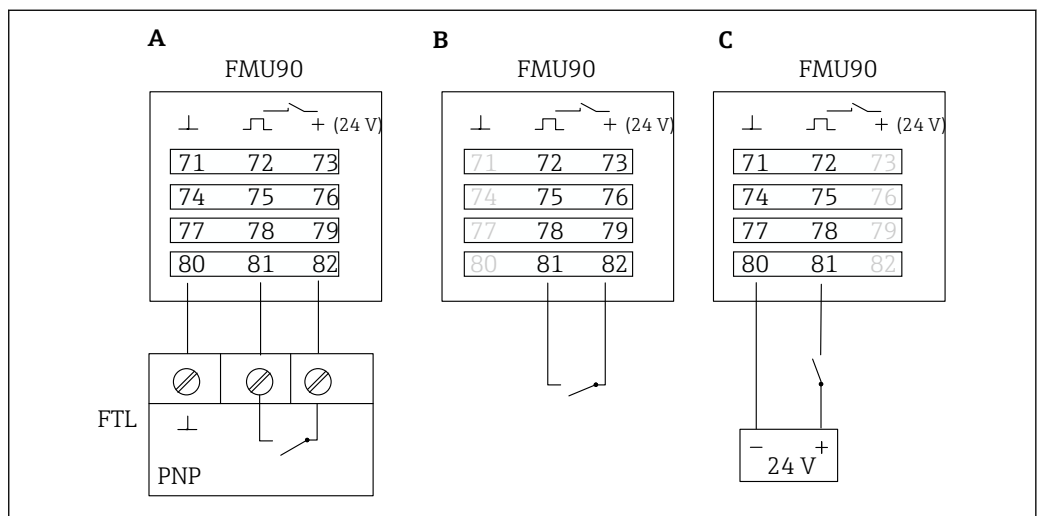 A B C
FMU90 FMU90 FMU90
+ (24 V) + (24 V) + (24 V)
71 72 73 71 72 73 71 72 73
74 75 76 74 75 76 74 75 76
77 78 79 77 78 79 77 78 79
80 81 82 80 81 82 80 81 82
FTL
PNP
- +
24 V